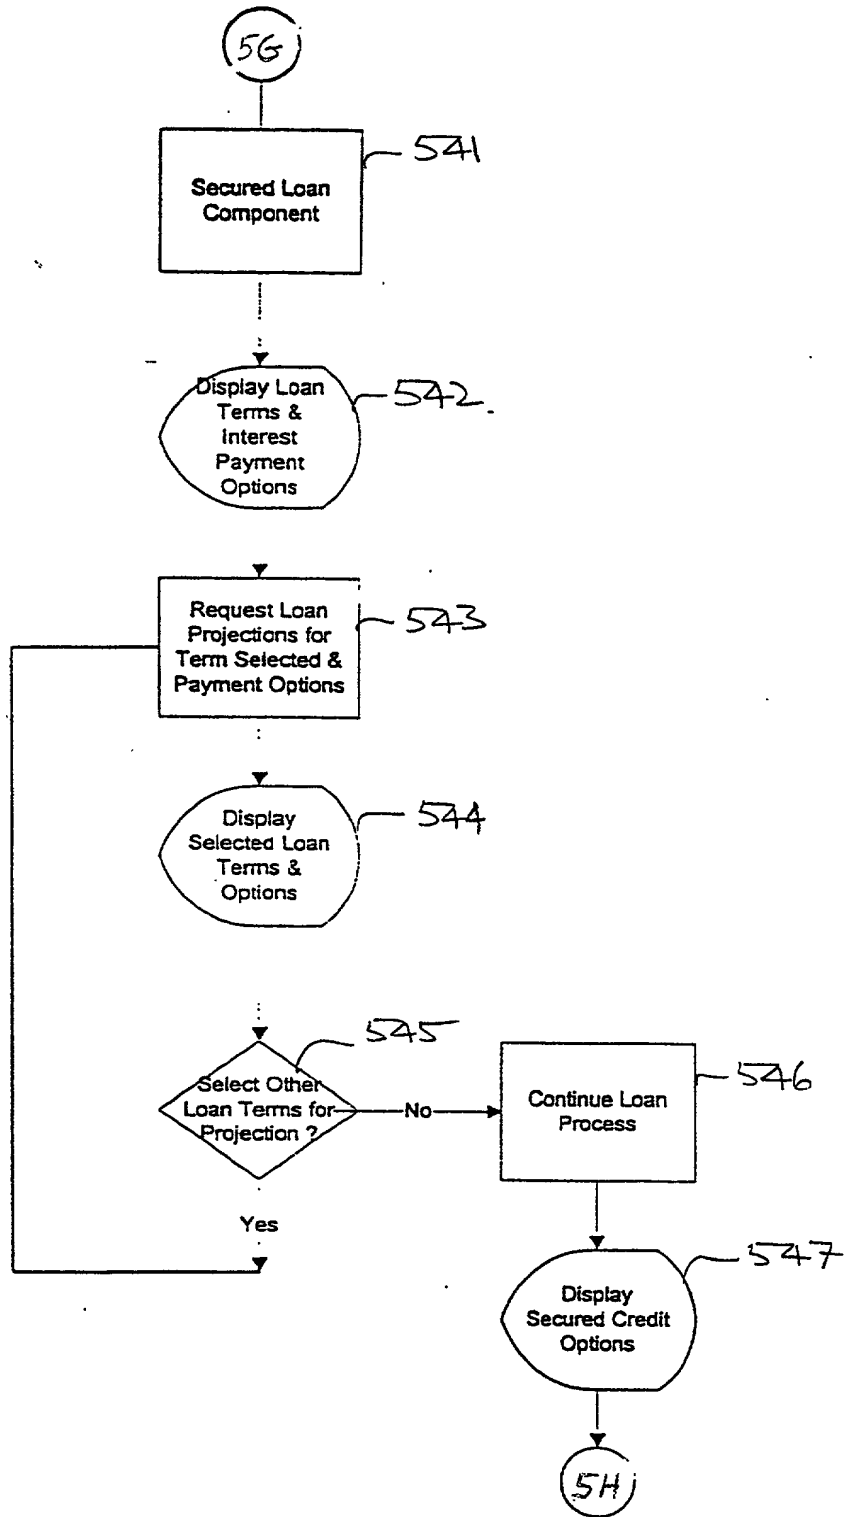 5G
541
Secured Loan
Component
542.
Display Loan
Terms &
Interest
Payment
Options
543
Request Loan
Projections for
Term Selected &
Payment Options
544
Display
Selected Loan
Terms &
Options
545
Select Other
Loan Terms for
Projection ?
No
546
Continue Loan
Process
Yes
547
Display
Secured Credit
Options
5H